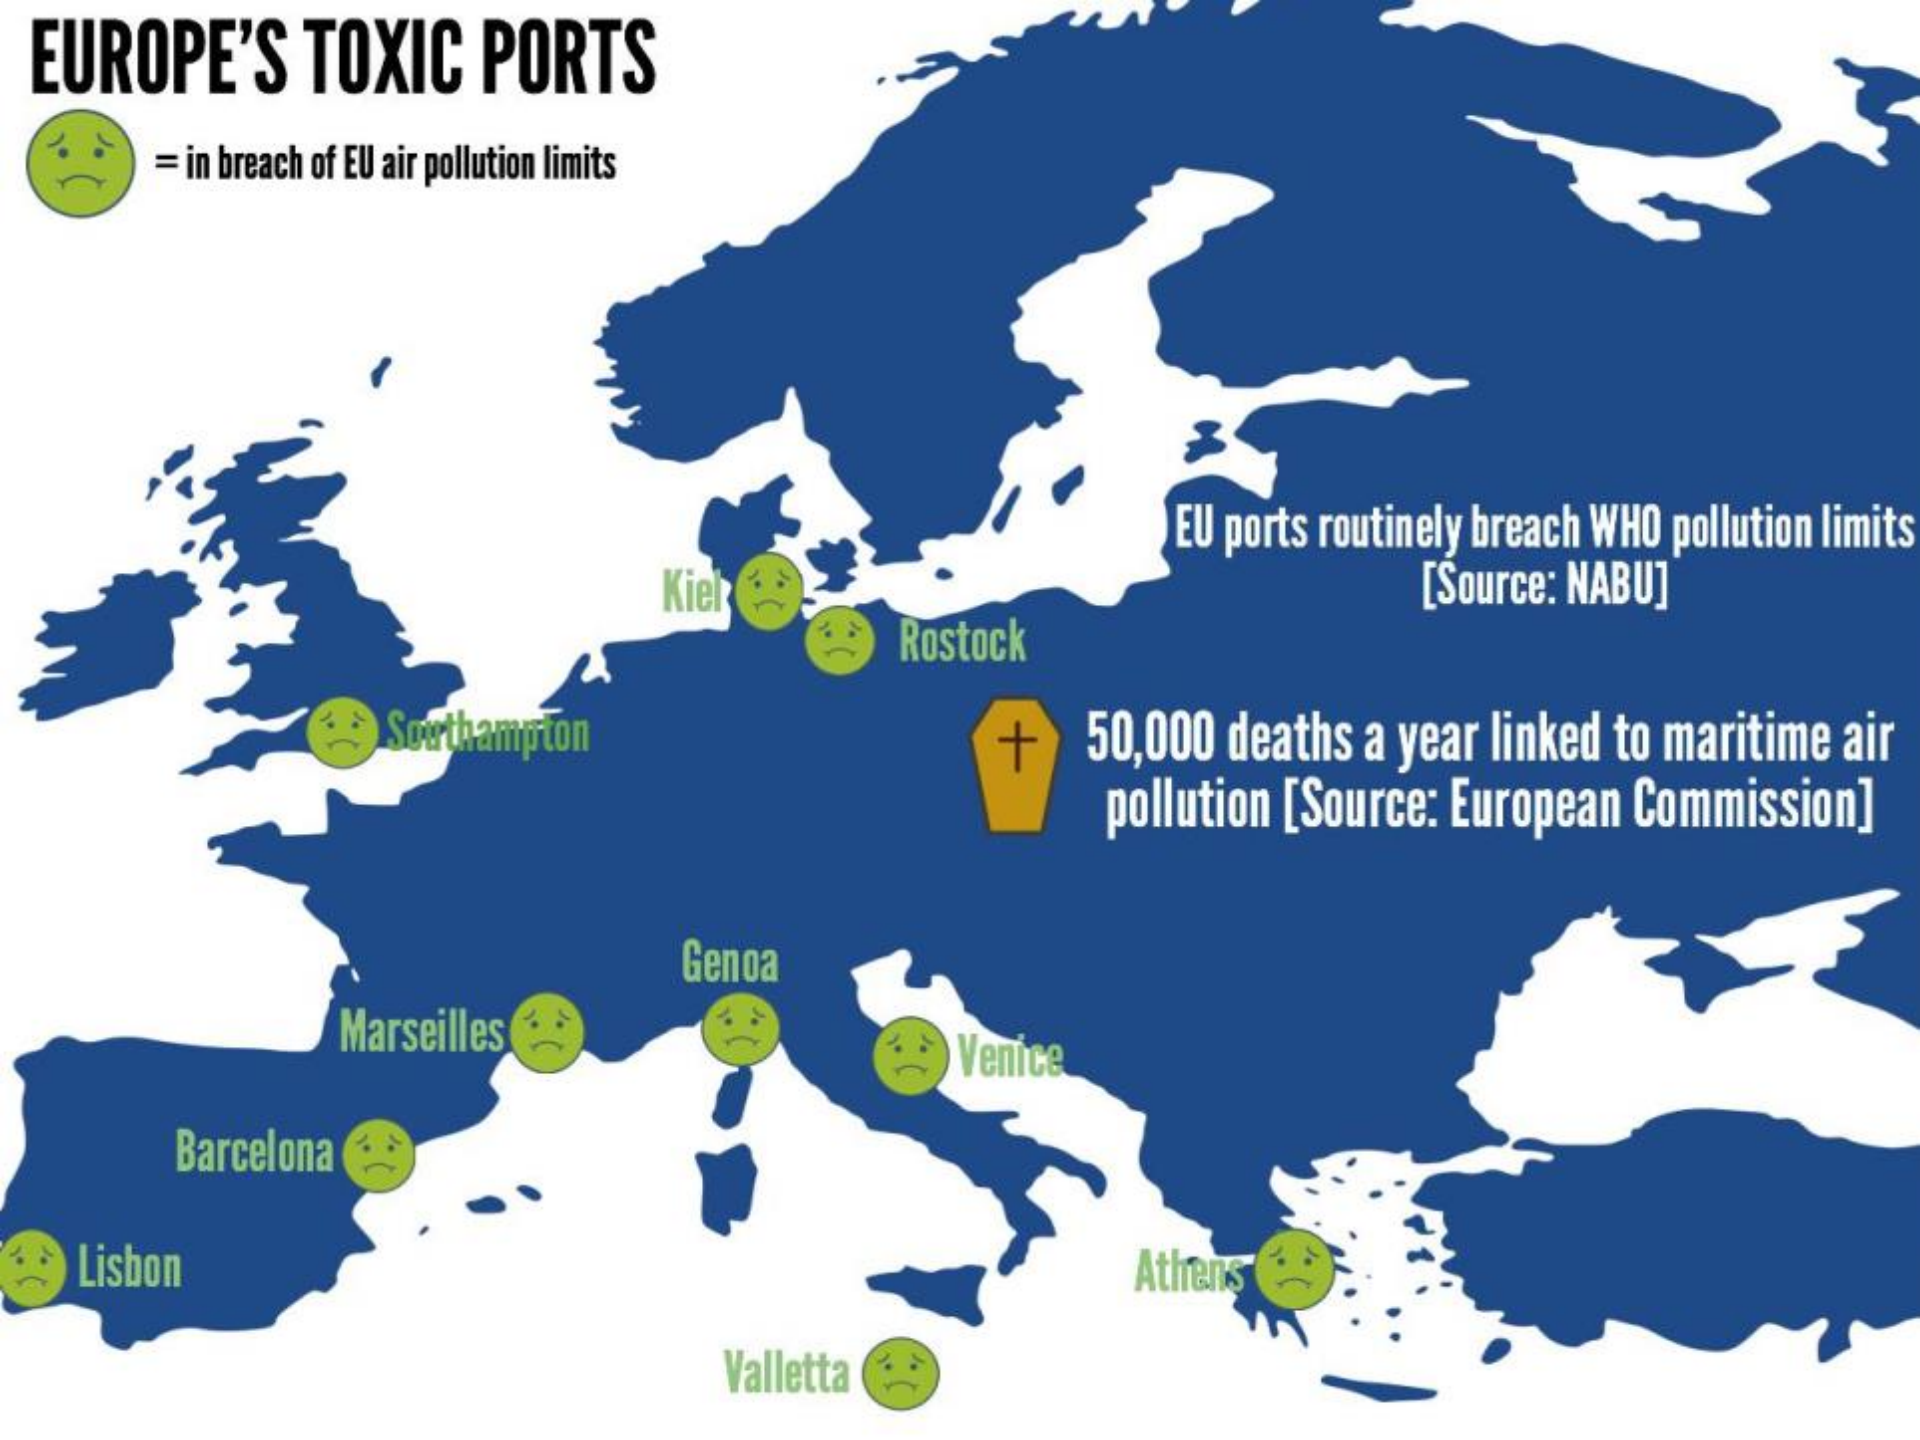 EUROPE'S TOXIC PORTS
= in breach of EU air pollution limits
EU ports routinely breach WHO pollution limits
[Source: NABU]
Kiel
Rostock
Southampton
50,000 deaths a year linked to maritime air
pollution [Source: European Commission]
Genoa
Marseilles
Venice
Barcelona
Lisbon
Athens
Valletta